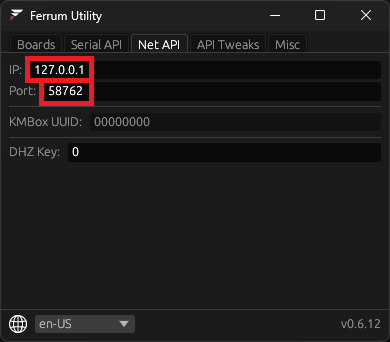 Ferrum Utility
Boards Serial API Net API API Tweaks Misc
IP: 127.0.0.1
Port: 58762
KMBox UUID: 00000000
DHZ Key: 0
en-US v0.6.12